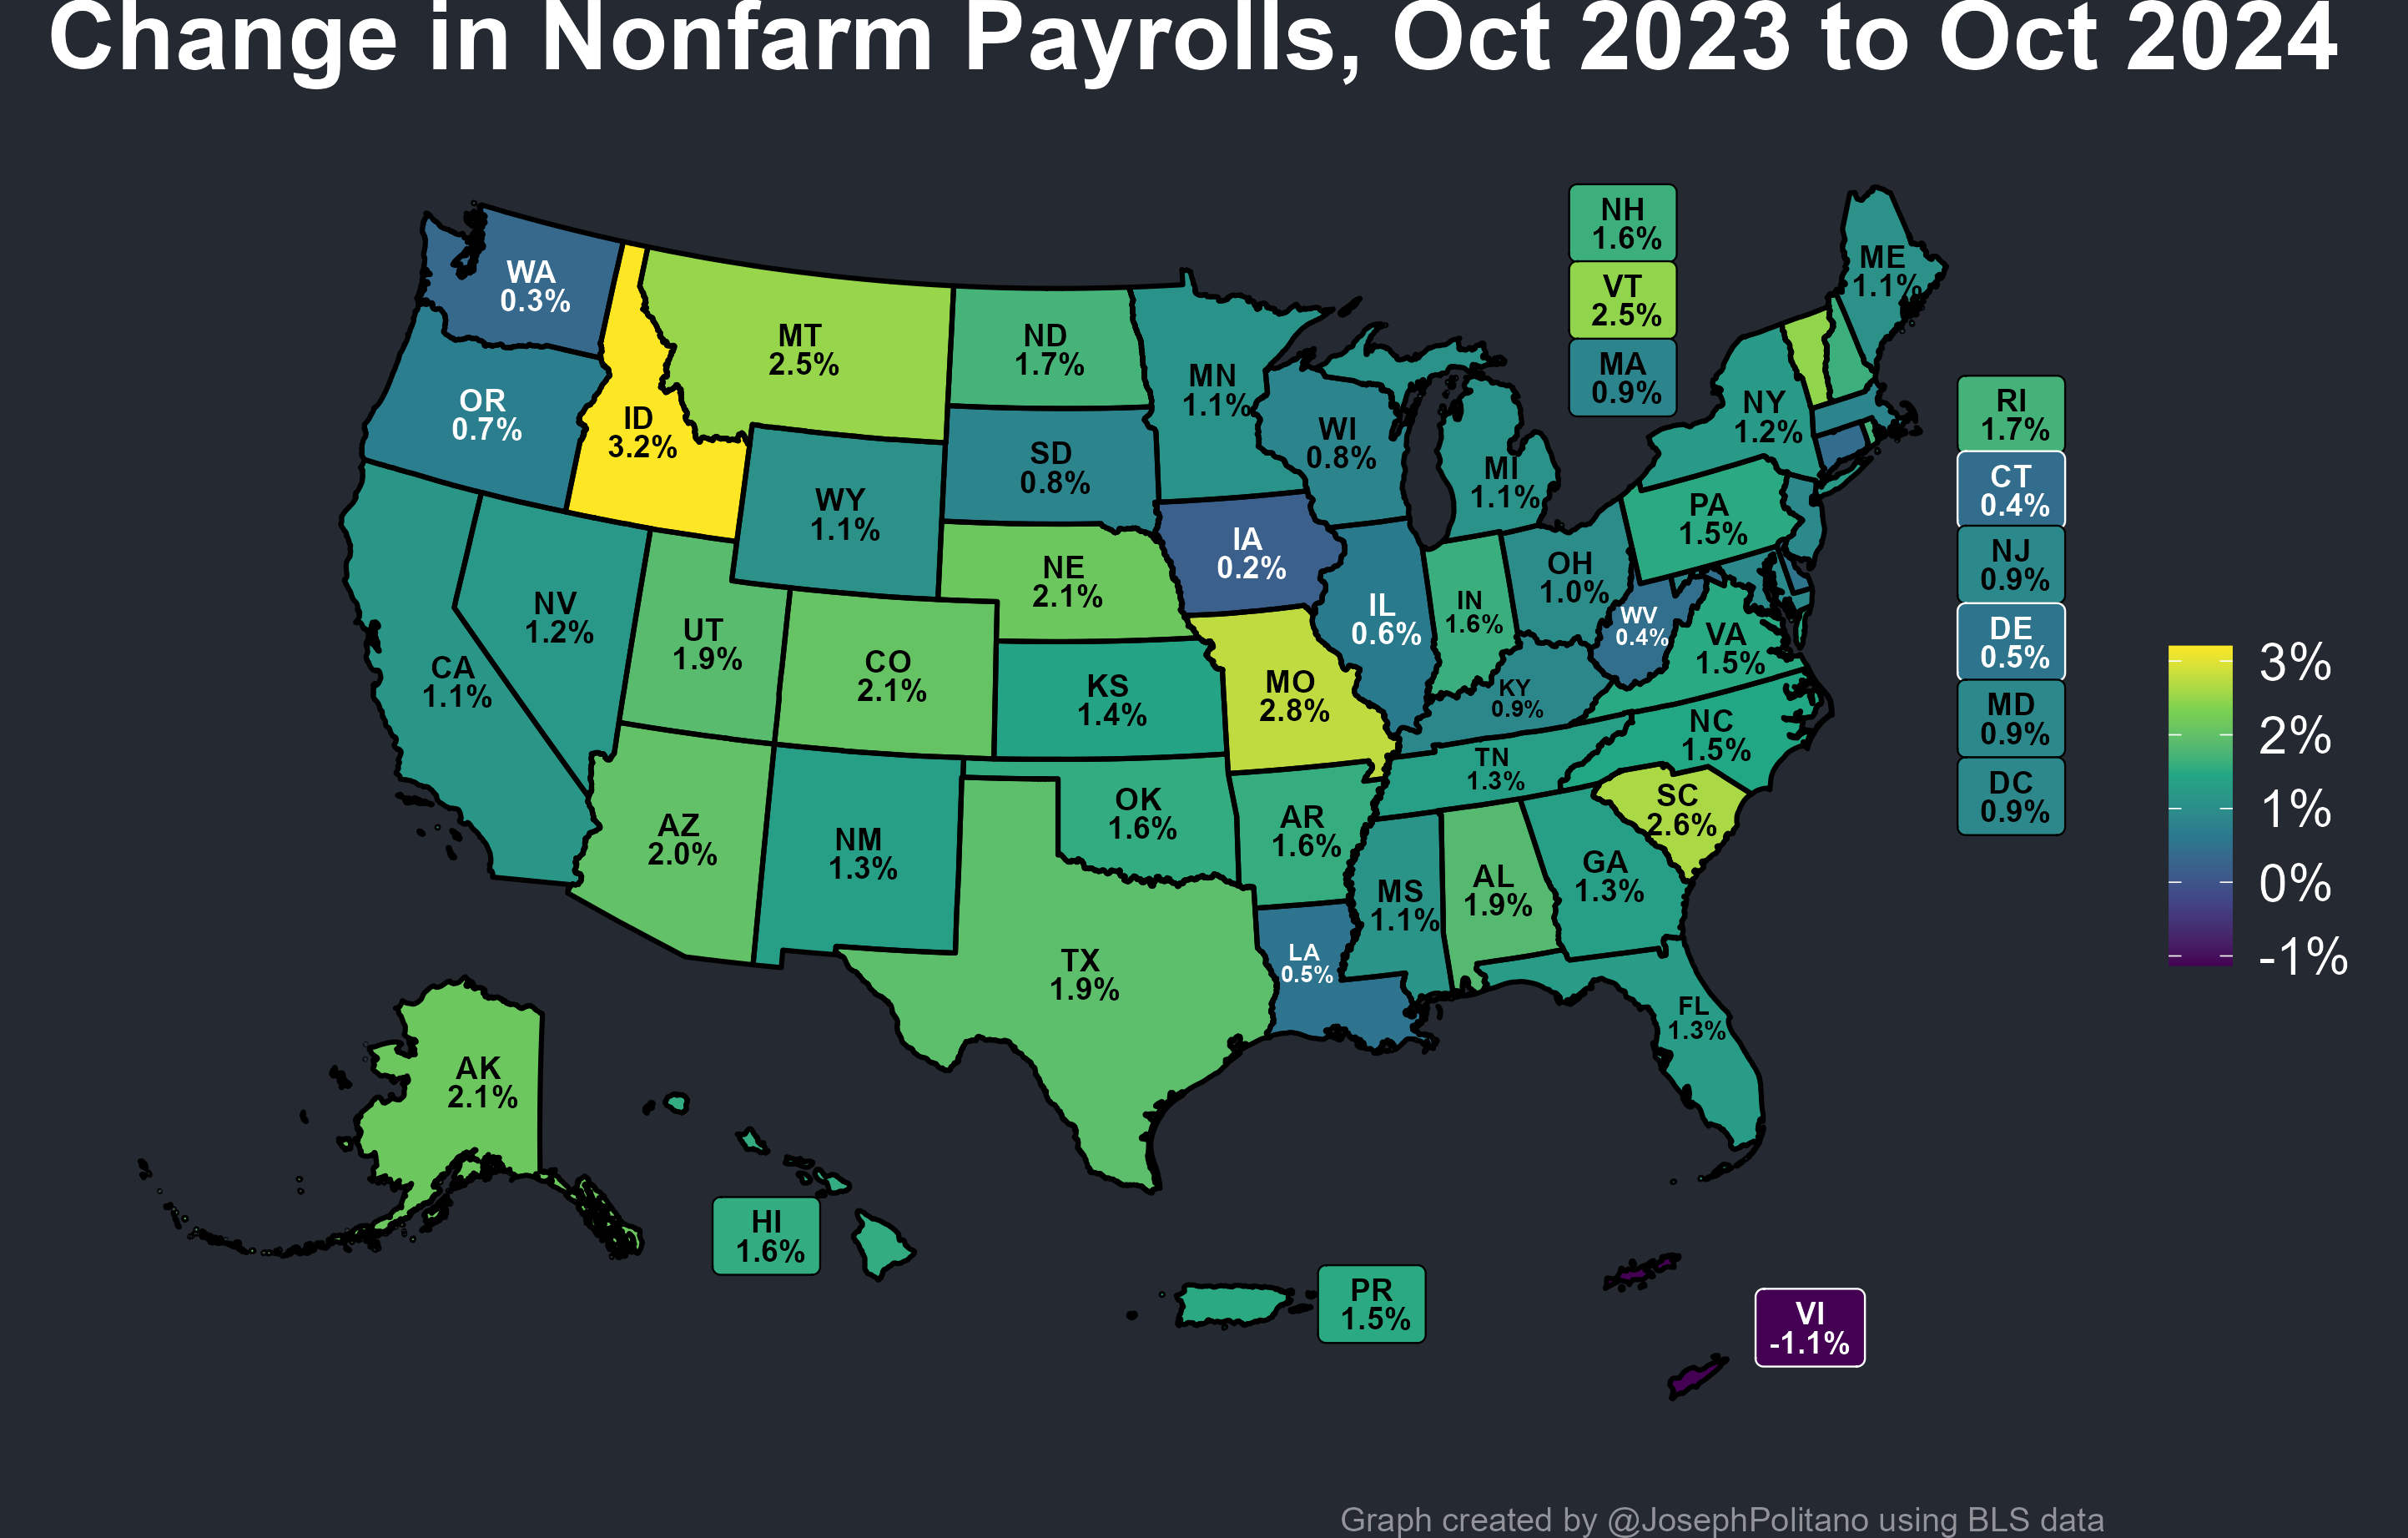 Change in Nonfarm Payrolls, Oct 2023 to Oct 2024
NH
1.6%
VT
2.5%
MA
0.9%
ME
1.1%
WA
0.3%
MT
2.5%
ND
1.7%
MN
1.1%
OR
0.7%
ID
3.2%
SD
0.8%
WI
0.8%
MI
1.1%
NY
1.2%
RI
1.7%
CT
0.4%
NJ
0.9%
DE
0.5%
MD
0.9%
DC
0.9%
WY
1.1%
IA
0.2%
PA
1.5%
NE
2.1%
OH
1.0%
IN
1.6%
IL
0.6%
WV
0.4%
VA
1.5%
NV
1.2%
UT
1.9%
CO
2.1%
CA
1.1%
KS
1.4%
MO
2.8%
KY
0.9%
NC
1.5%
TN
1.3%
SC
2.6%
AZ
2.0%
NM
1.3%
OK
1.6%
AR
1.6%
MS
1.1%
AL
1.9%
GA
1.3%
TX
1.9%
LA
0.5%
FL
1.3%
AK
2.1%
HI
1.6%
PR
1.5%
VI
-1.1%
3%
2%
1%
0%
-1%
Graph created by @JosephPolitano using BLS data